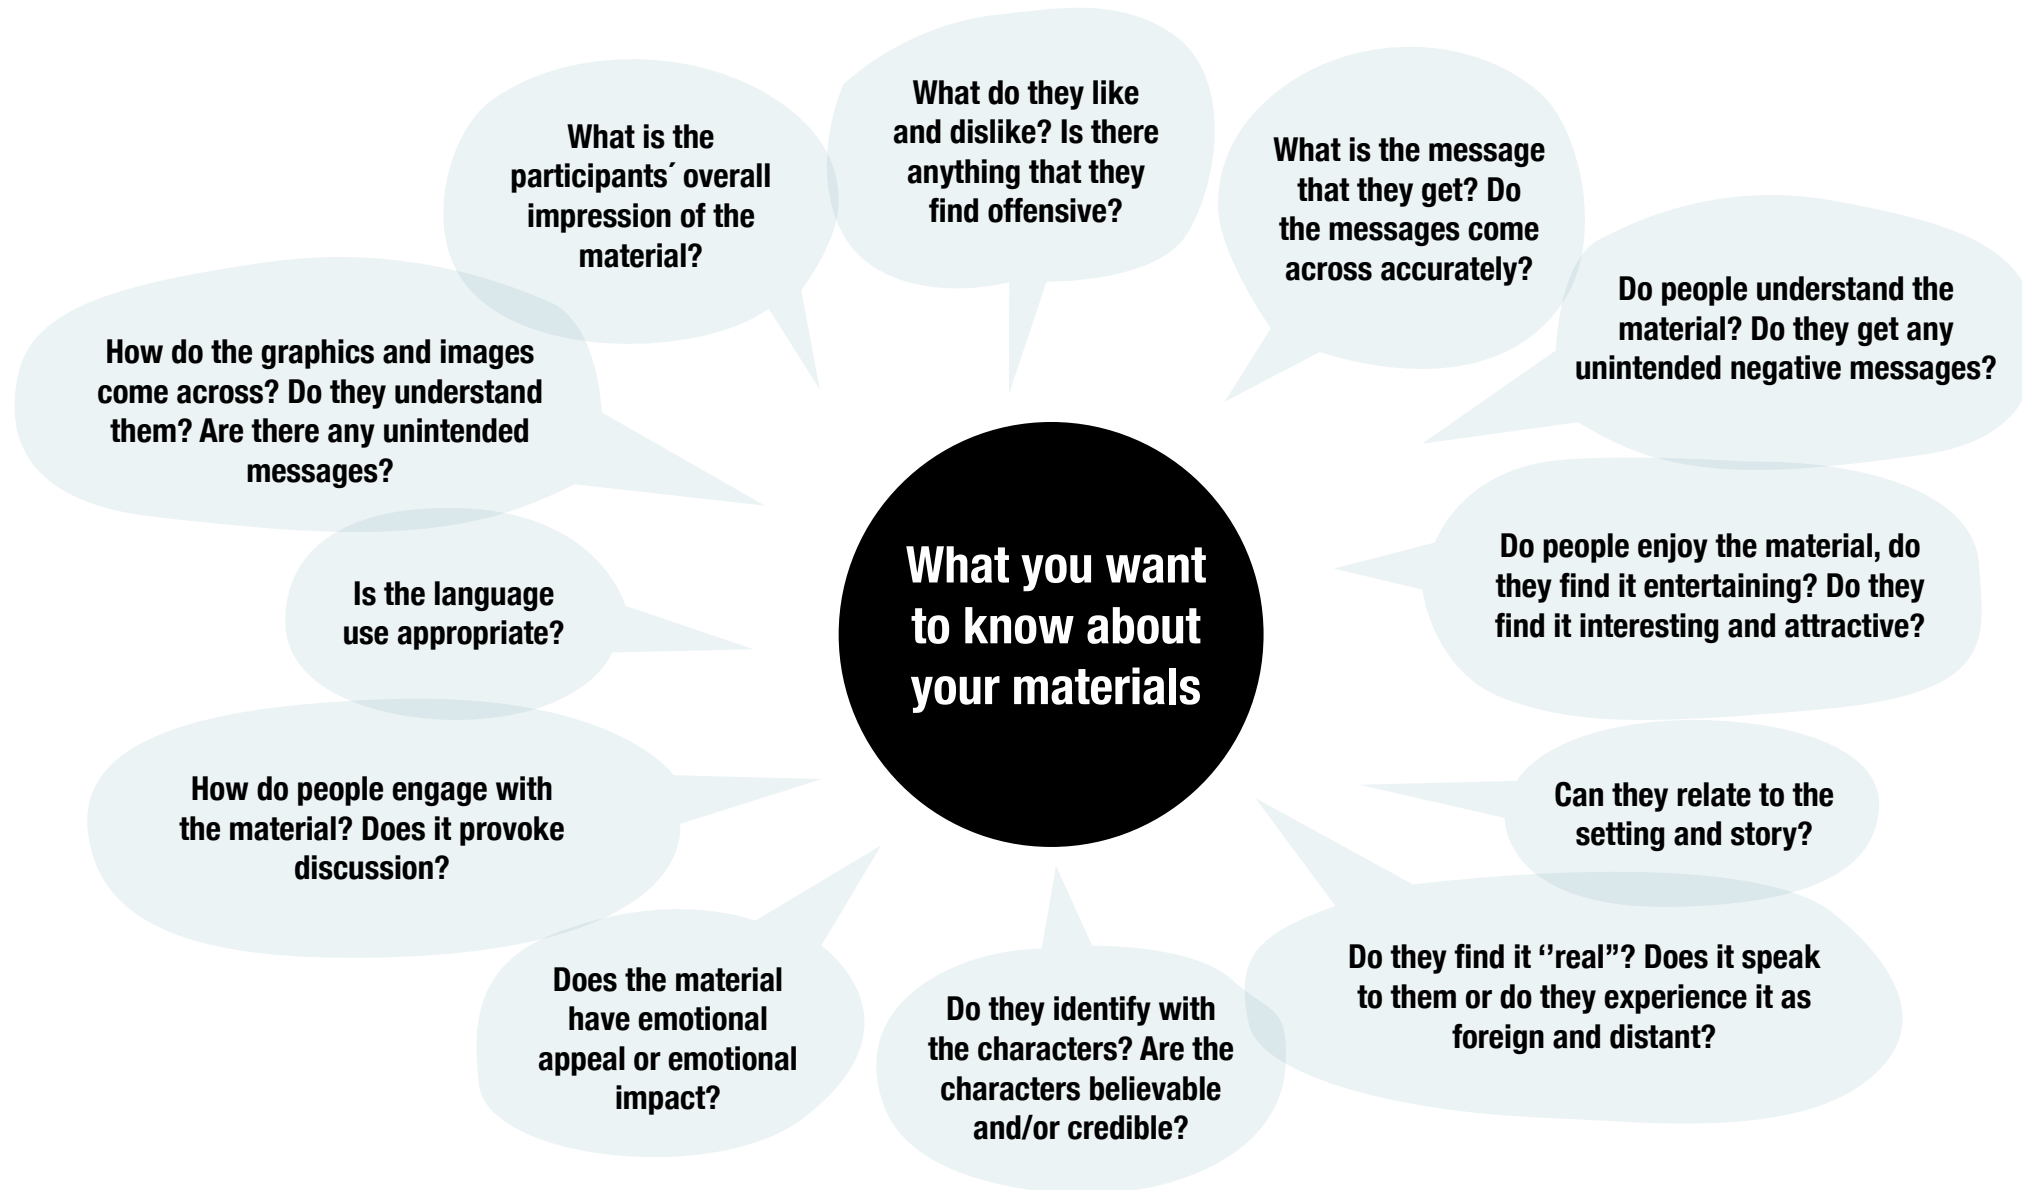 What is the
participants´ overall
impression of the
material?
What do they like
and dislike? Is there
anything that they
find offensive?
What is the message
that they get? Do
the messages come
across accurately?
Do people understand the
material? Do they get any
unintended negative messages?
How do the graphics and images
come across? Do they understand
them? Are there any unintended
messages?
Do people enjoy the material, do
they find it entertaining? Do they
find it interesting and attractive?
What you want
to know about
your materials
Is the language
use appropriate?
Can they relate to the
setting and story?
How do people engage with
the material? Does it provoke
discussion?
Do they find it ‘’real”? Does it speak
to them or do they experience it as
foreign and distant?
Does the material
have emotional
appeal or emotional
impact?
Do they identify with
the characters? Are the
characters believable
and/or credible?